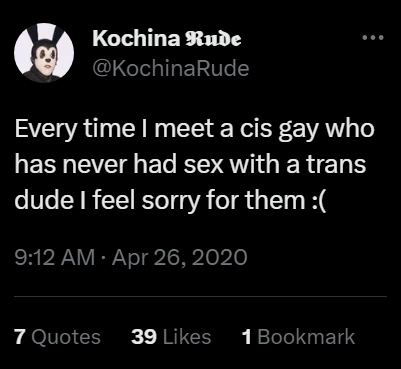 Kochina 𝕽𝖚𝖉𝖊
@KochinaRude
Every time I meet a cis gay who
has never had sex with a trans
dude I feel sorry for them :(
9:12 AM · Apr 26, 2020
7 Quotes 39 Likes 1 Bookmark